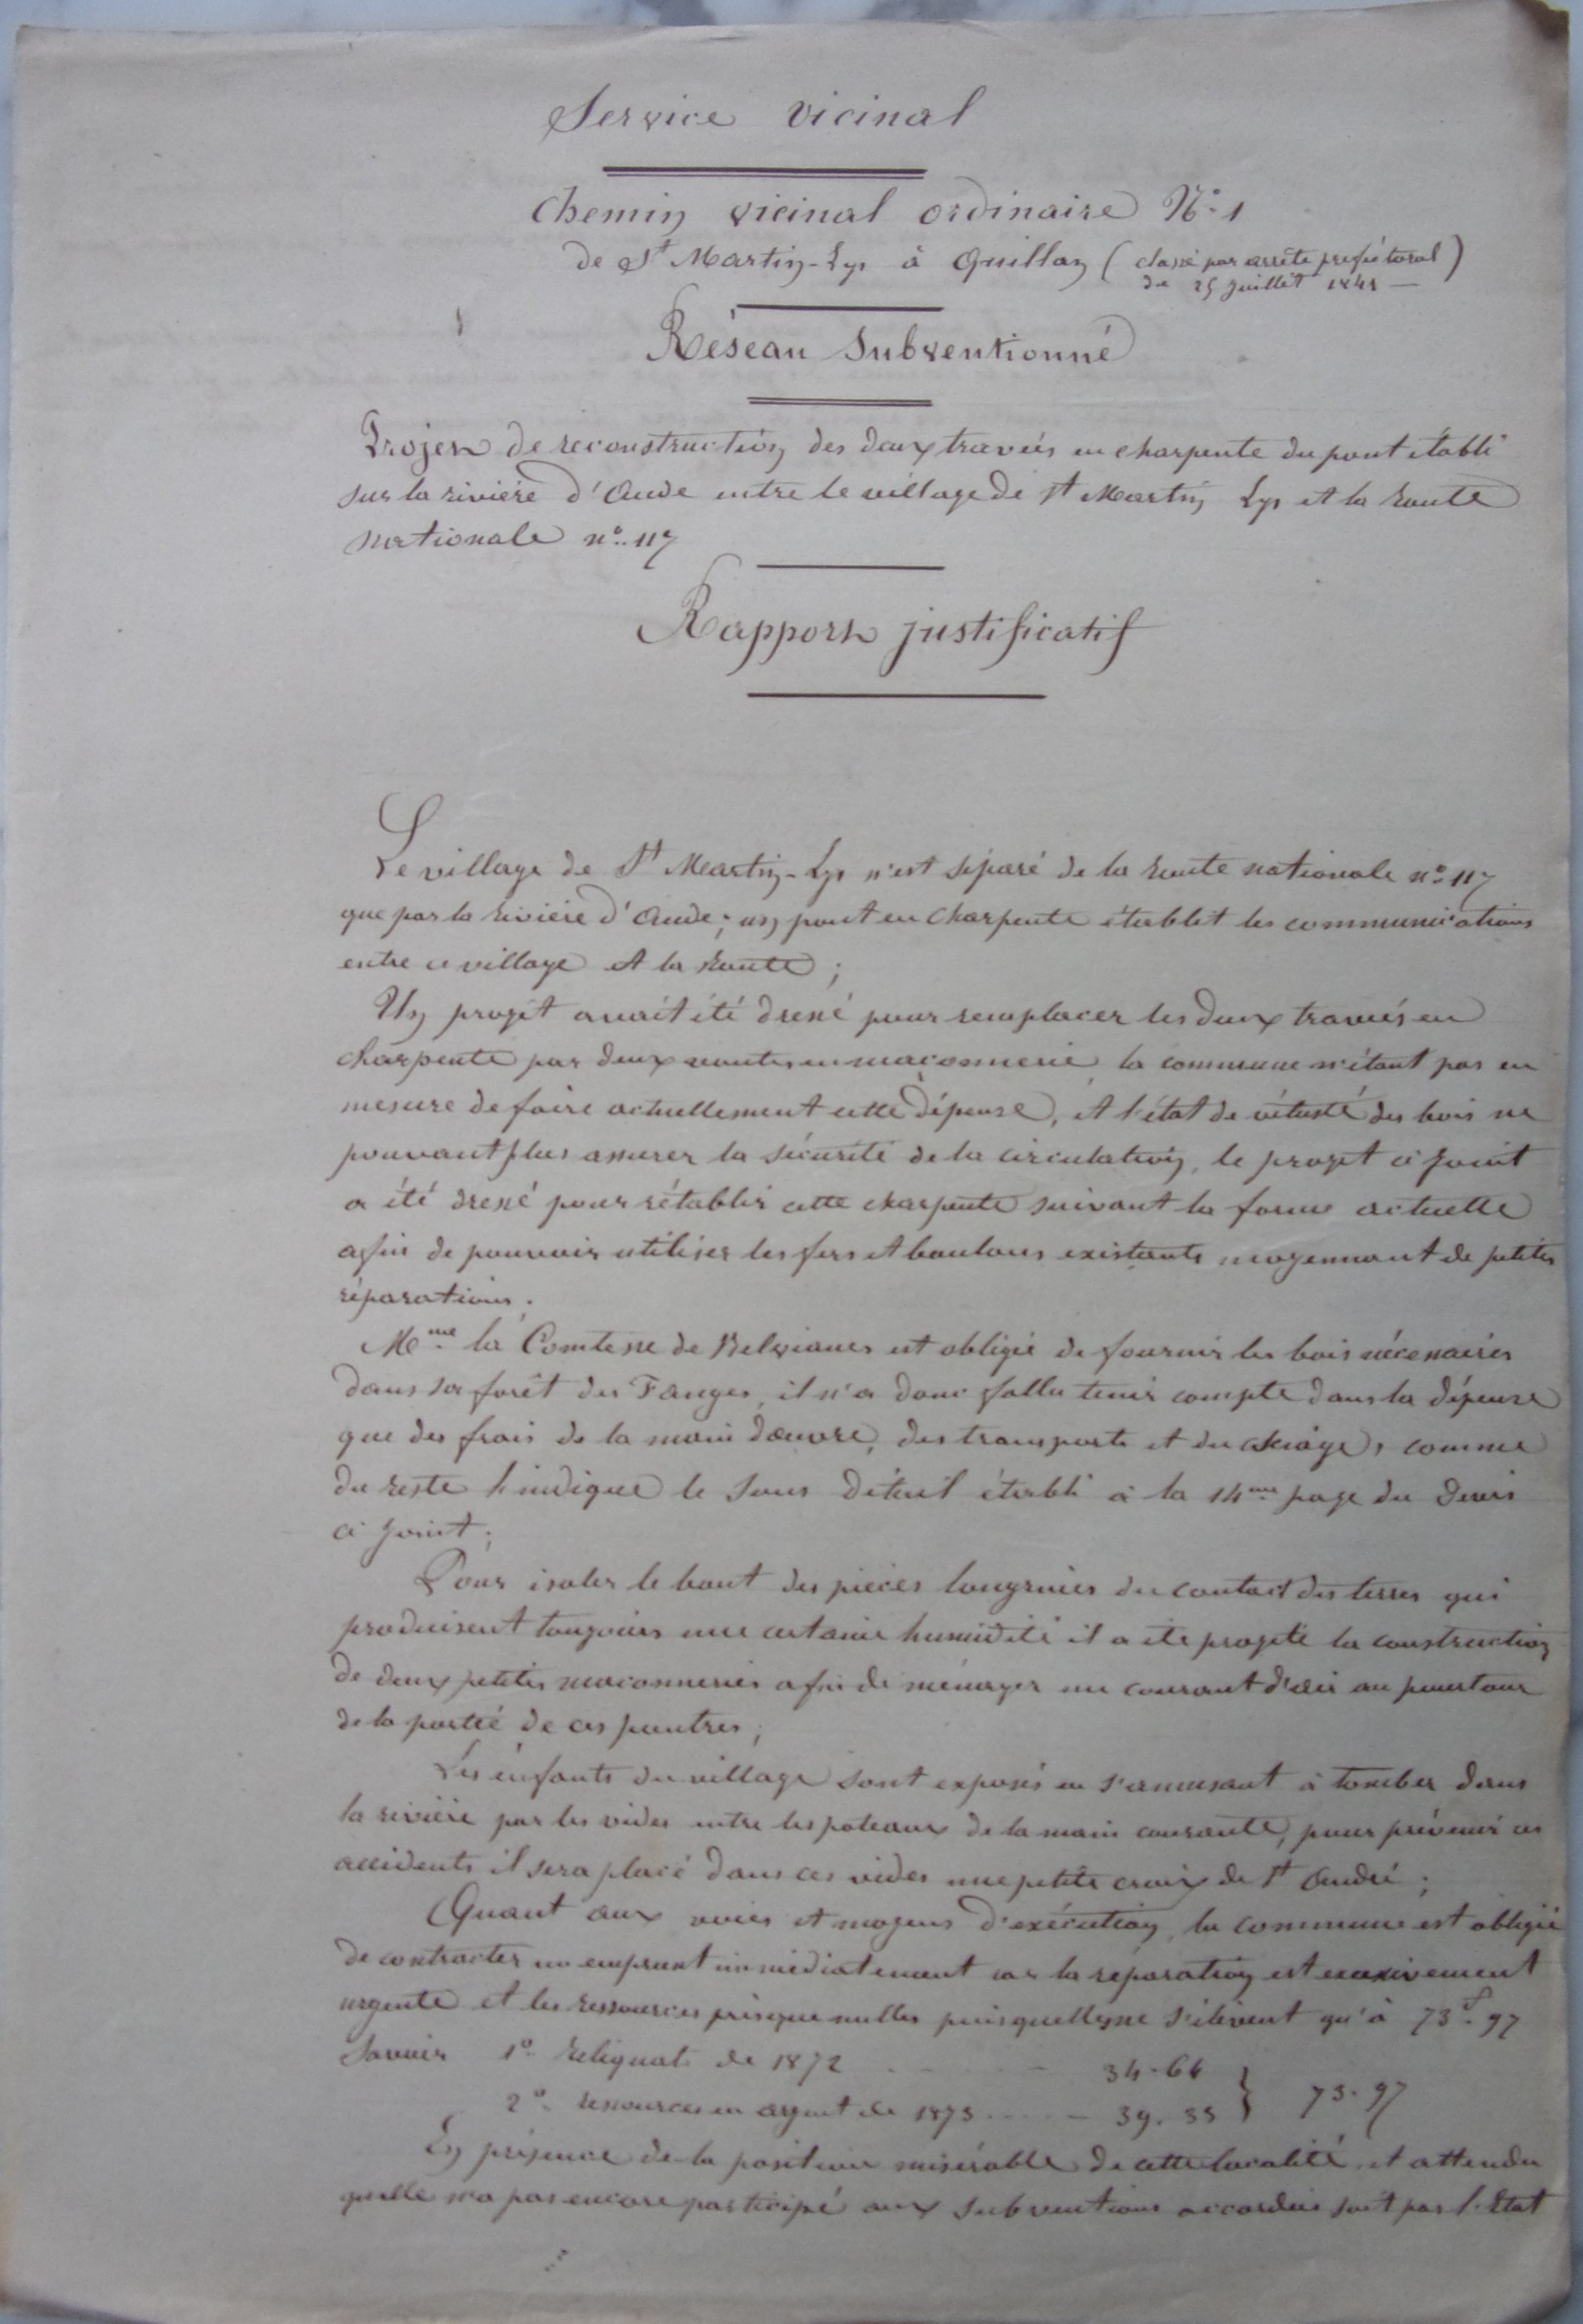 Service vicinal
Chemin vicinal ordinaire N° 1
de St Martin-Lys à Quillan (classé par arrêté préfectoral
de 25 Juillet 1841 —)
Réseau Subventionné
Projet de reconstruction des deux travées en charpente du pont établi
sur la rivière d'Aude entre le village de St Martin Lys et la Route
nationale n° 117
Rapport justificatif
Le village de St Martin-Lys n'est séparé de la Route nationale n° 117
que par la rivière d'Aude; un pont en charpente établit les communications
entre ce village et la Route;
Un projet avait été dressé pour remplacer les deux travées en
charpente par deux voutes en maçonnerie, la commune n'étant pas en
mesure de faire actuellement cette dépense, et l'état de vétusté des bois ne
pouvant plus assurer la sécurité de la circulation, le projet ci joint
a été dressé pour rétablir cette charpente suivant la forme actuelle
afin de pouvoir utiliser les fers et boulons existants moyennant de petites
réparations.
Mme la Comtesse de Belvianes est obligée de fournir les bois nécessaires
dans sa forêt des Fanges, il n'a donc fallu tenir compte dans la dépense
que des frais de la main d'œuvre, des transports et du sciage, comme
du reste l'indique le sous détail établi à la 14me page du devis
ci joint;
Pour isoler le bout des pièces longrines du contact des terres qui
produisent toujours une certaine humidité il a été projeté la construction
de deux petites maçonneries afin de ménager un courant d'air au pourtour
de la portée de ces poutres;
Les enfants du village sont exposés en s'amusant à tomber dans
la rivière par les vides entre les poteaux de la main courante, pour prévenir ces
accidents il sera placé dans ces vides une petite croix de St André;
Quant aux voies et moyens d'exécution, la commune est obligée
de contracter un emprunt immédiatement car la réparation est excessivement
urgente et les ressources presque nulles puisquelles ne s'élèvent qu'à 73f.97
Savoir 1° Reliquat de 1872 . . . 34.64
2° ressources en argent de 1873 . . . . 39.33 } 73.97
En présence de la position misérable de cette localité, et attendu
quelle n'a pas encore participé aux subventions accordées soit par l'Etat